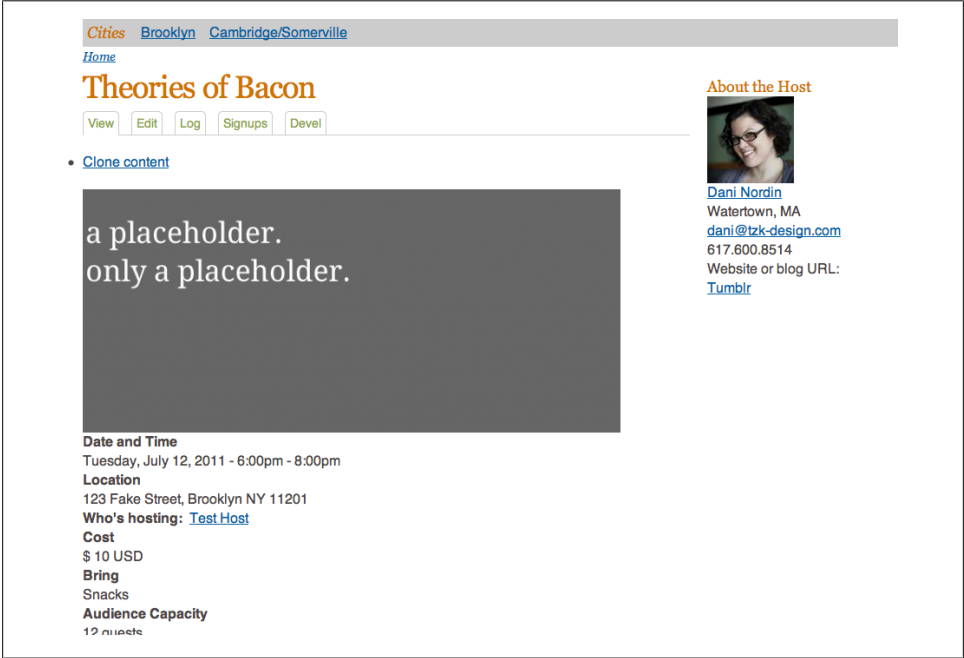 Cities Brooklyn Cambridge/Somerville
Home
Theories of Bacon
View Edit Log Signups Devel
Clone content
a placeholder.
only a placeholder.
Date and Time
Tuesday, July 12, 2011 - 6:00pm - 8:00pm
Location
123 Fake Street, Brooklyn NY 11201
Who's hosting: Test Host
Cost
$ 10 USD
Bring
Snacks
Audience Capacity
12 guests
About the Host
Dani Nordin
Watertown, MA
dani@tzk-design.com
617.600.8514
Website or blog URL:
Tumblr